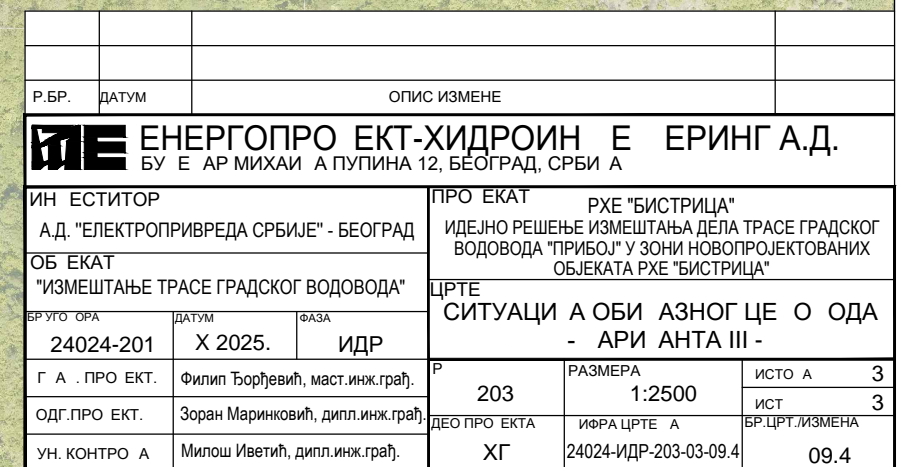 Р.БР. ДАТУМ ОПИС ИЗМЕНЕ
ЕНЕРГОПРО ЕКТ-ХИДРОИН Е ЕРИНГ А.Д.
БУ Е АР МИХАИ А ПУПИНА 12, БЕОГРАД, СРБИ А
ИН ЕСТИТОР
А.Д. "ЕЛЕКТРОПРИВРЕДА СРБИЈЕ" - БЕОГРАД
ОБ ЕКАТ
"ИЗМЕШТАЊЕ ТРАСЕ ГРАДСКОГ ВОДОВОДА"
ПРО ЕКАТ
РХЕ "БИСТРИЦА"
ИДЕЈНО РЕШЕЊЕ ИЗМЕШТАЊА ДЕЛА ТРАСЕ ГРАДСКОГ
ВОДОВОДА "ПРИБОЈ" У ЗОНИ НОВОПРОЈЕКТОВАНИХ
ОБЈЕКАТА РХЕ "БИСТРИЦА"
ЦРТЕ
СИТУАЦИ А ОБИ АЗНОГ ЦЕ О ОДА
- АРИ АНТА III -
БР УГО ОРА ДАТУМ ФАЗА
24024-201 X 2025. ИДР
Г А . ПРО ЕКТ. Филип Ђорђевић, маст.инж.грађ.
ОДГ.ПРО ЕКТ. Зоран Маринковић, дипл.инж.грађ.
УН. КОНТРО А Милош Иветић, дипл.инж.грађ.
Р РАЗМЕРА ИСТО А 3
203 1:2500 ИСТ 3
ДЕО ПРО ЕКТА ИФРА ЦРТЕ А БР.ЦРТ./ИЗМЕНА
ХГ 24024-ИДР-203-03-09.4 09.4